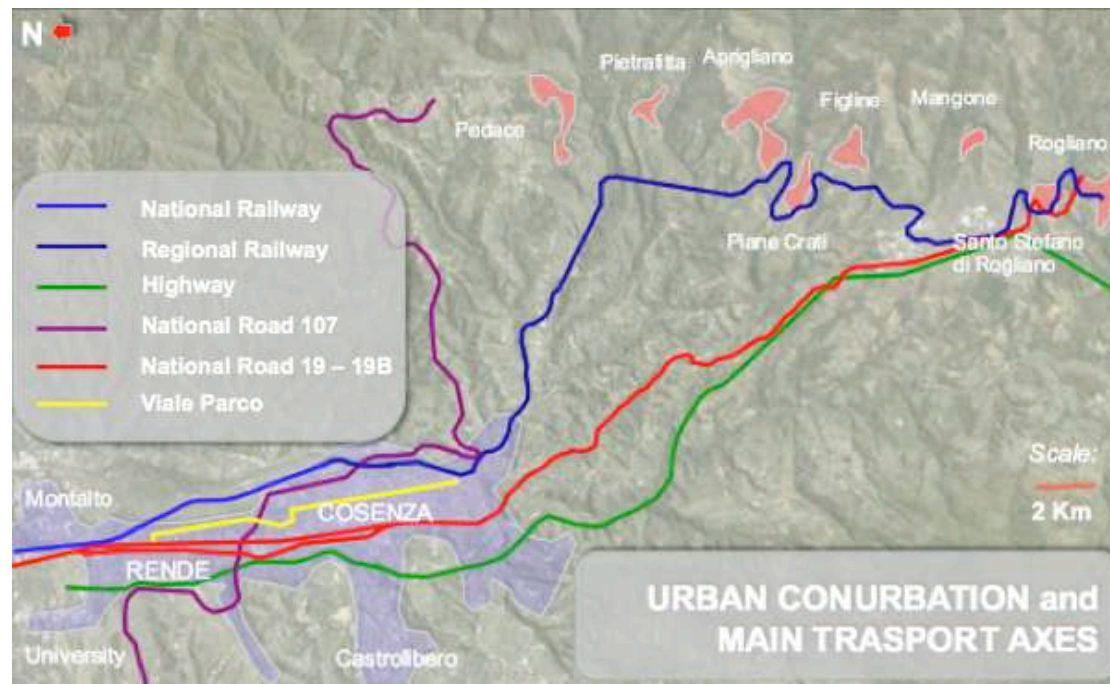 N
Pietrafitta
Aprigliano
Figline
Mangone
Pedace
Rogliano
National Railway
Regional Railway
Highway
National Road 107
National Road 19 – 19B
Viale Parco
Piane Crati
Santo Stefano
di Rogliano
Scale:
2 Km
Montalto
COSENZA
RENDE
University
Castrolibero
URBAN CONURBATION and
MAIN TRASPORT AXES